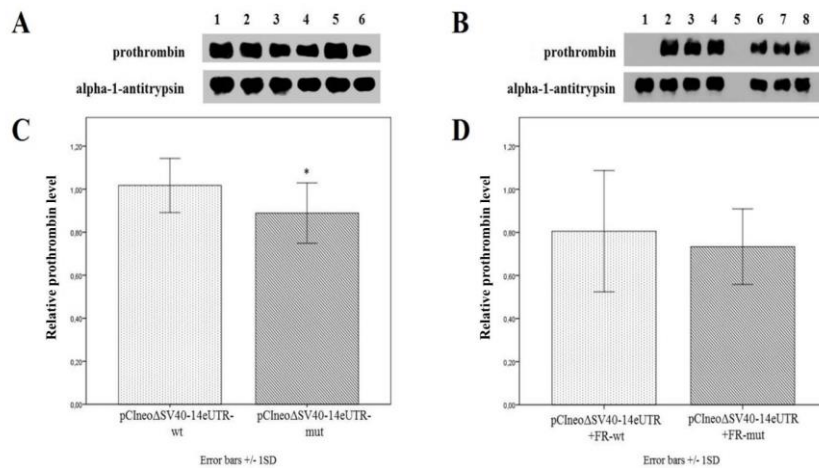 A
1 2 3 4 5 6
prothrombin
alpha-1-antitrypsin
B
1 2 3 4 5 6 7 8
prothrombin
alpha-1-antitrypsin
C
Relative prothrombin level
1,20
1,00
0,80
0,60
0,40
0,20
0,00
*
pCIneoΔSV40-14eUTR-
wt
pCIneoΔSV40-14eUTR-
mut
Error bars +/- 1SD
D
Relative prothrombin level
1,20
1,00
0,80
0,60
0,40
0,20
0,00
pCIneoΔSV40-14eUTR
+FR-wt
pCIneoΔSV40-14eUTR
+FR-mut
Error bars +/- 1SD